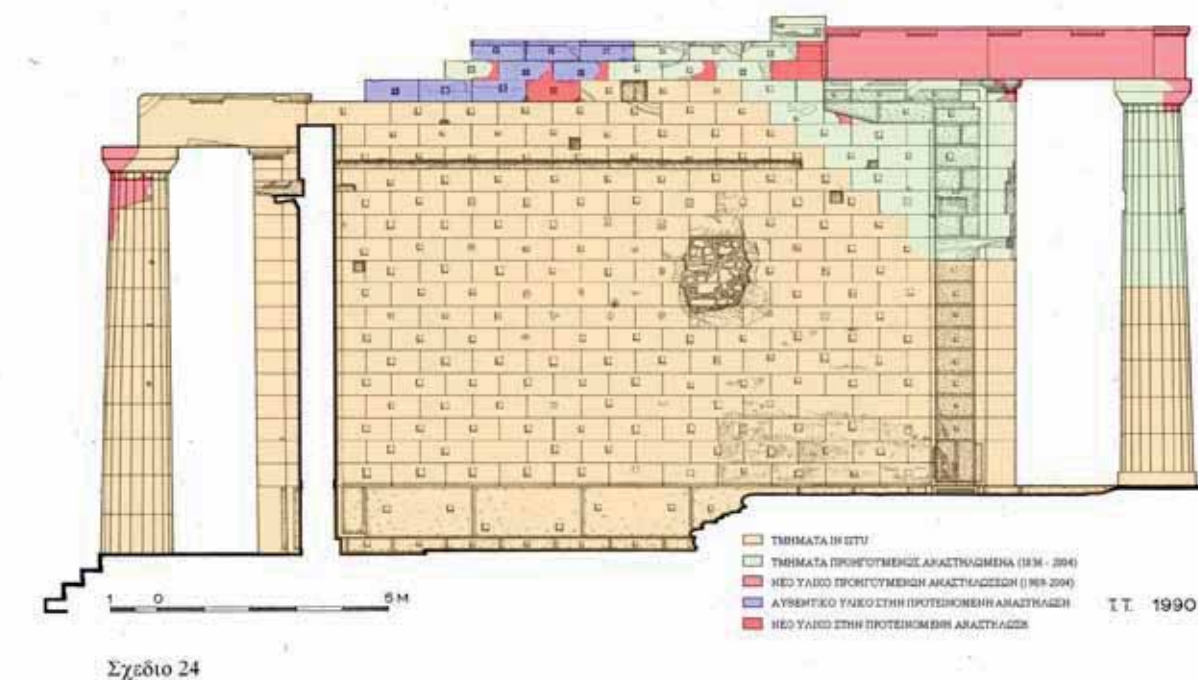 ΤΜΗΜΑΤΑ IN SITU
ΤΜΗΜΑΤΑ ΠΡΟΗΓΟΥΜΕΝΩΣ ΑΝΑΣΤΗΛΩΜΕΝΑ (1836 - 2004)
ΝΕΟ ΥΛΙΚΟ ΠΡΟΗΓΟΥΜΕΝΩΝ ΑΝΑΣΤΗΛΩΣΕΩΝ (1989-2004)
ΑΥΘΕΝΤΙΚΟ ΥΛΙΚΟ ΣΤΗΝ ΠΡΟΤΕΙΝΟΜΕΝΗ ΑΝΑΣΤΗΛΩΣΗ
ΝΕΟ ΥΛΙΚΟ ΣΤΗΝ ΠΡΟΤΕΙΝΟΜΕΝΗ ΑΝΑΣΤΗΛΩΣΗ
Τ.Τ. 1990
1 0 5 M
Σχεδιο 24